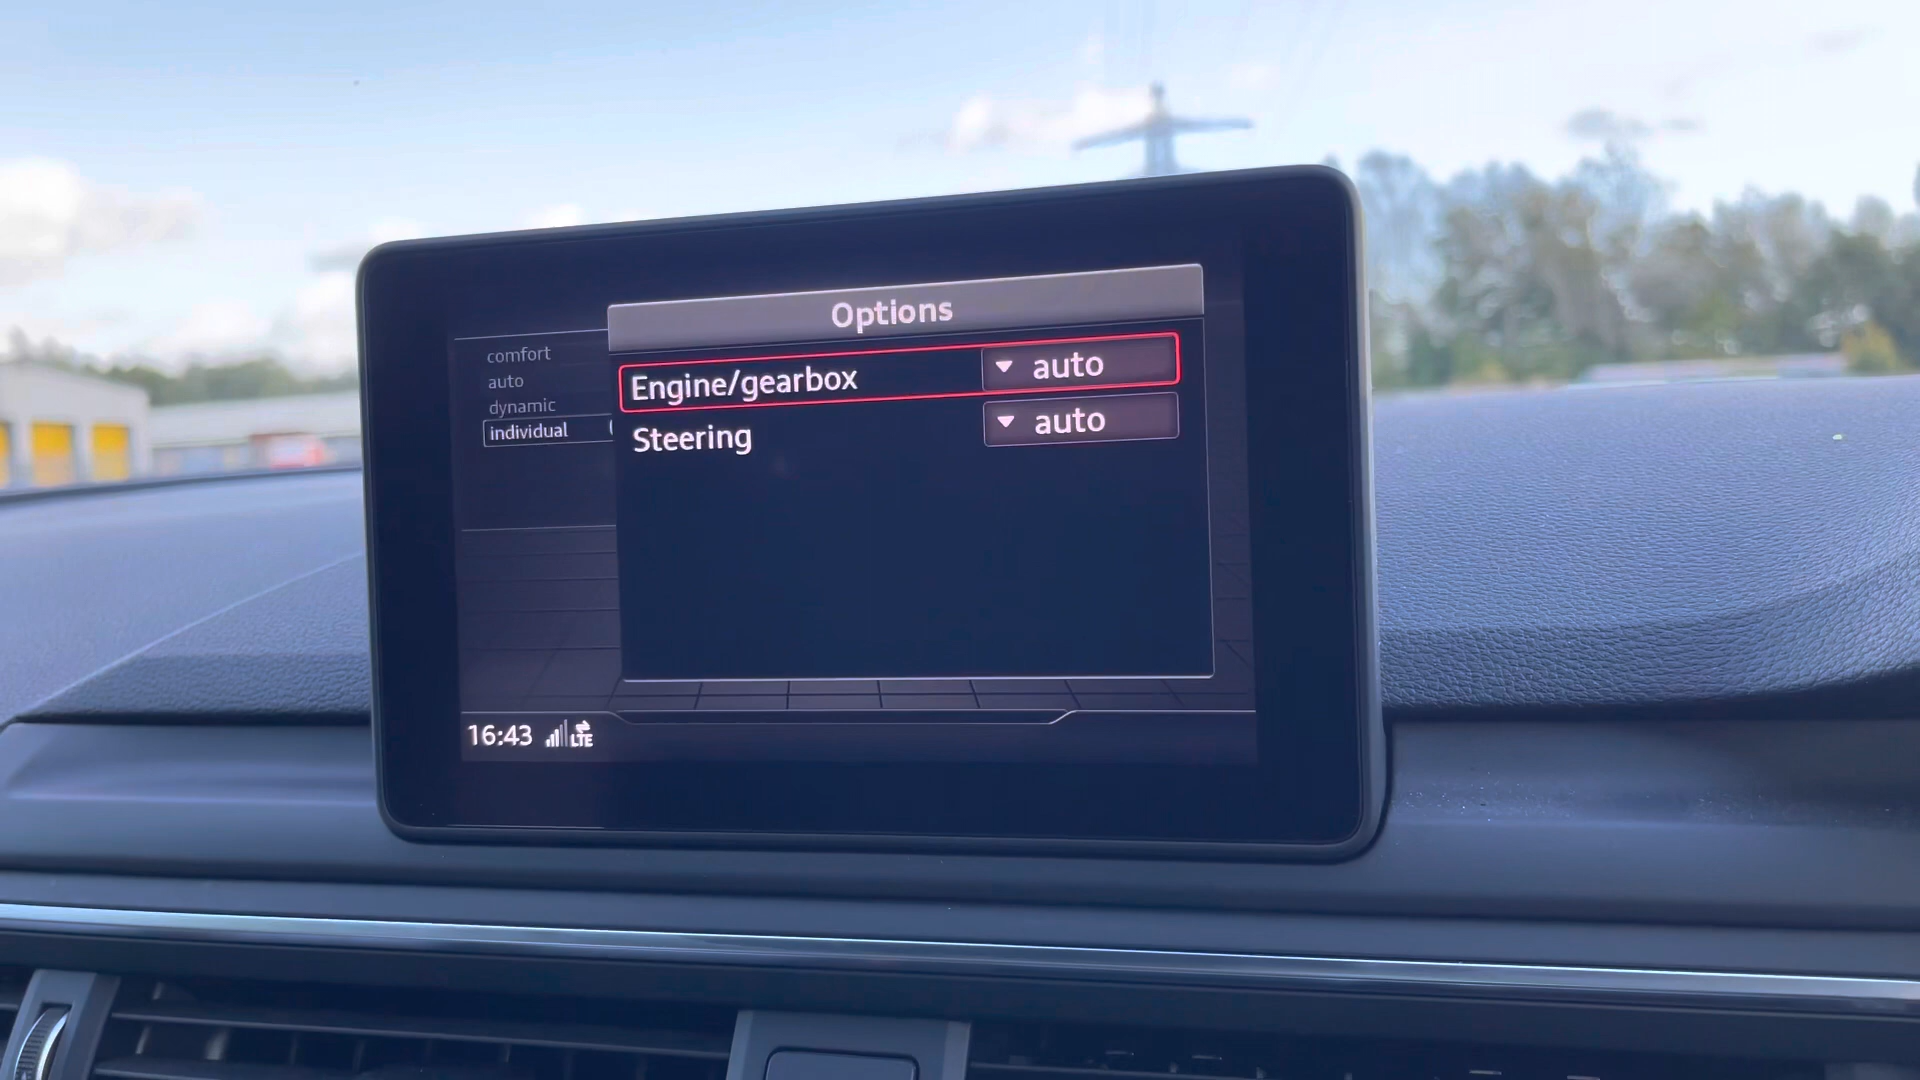 Options
comfort
auto
dynamic
individual
Engine/gearbox auto
Steering auto
16:43 LTE